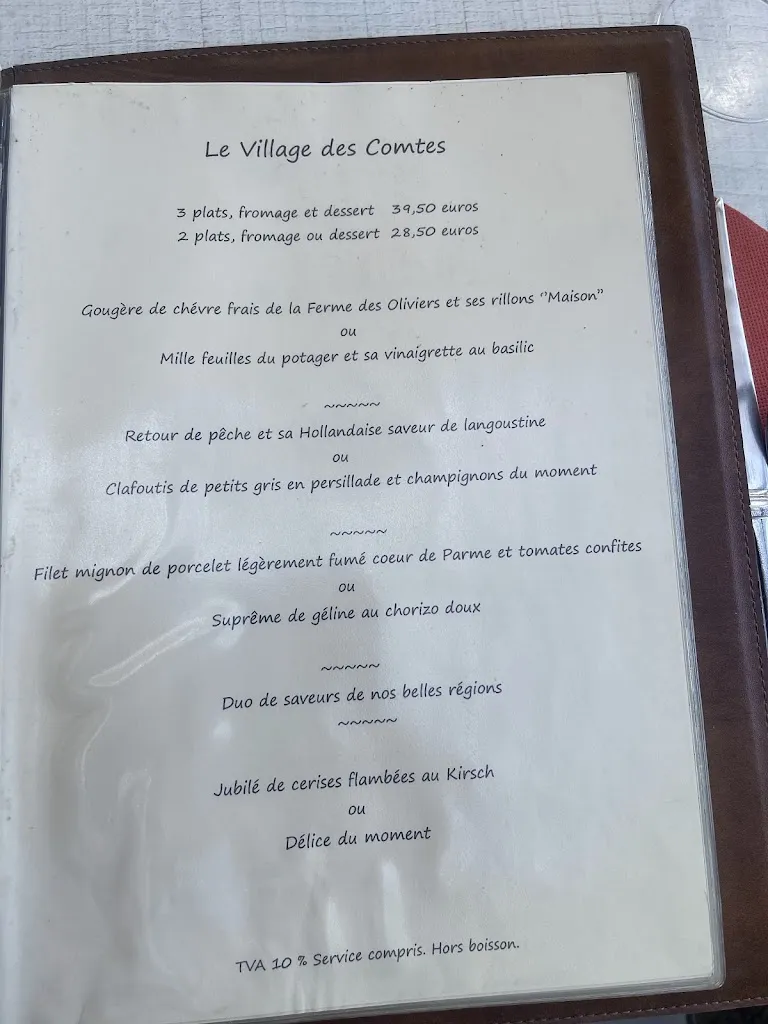 Le Village des Comtes
3 plats, fromage et dessert 39,50 euros
2 plats, fromage ou dessert 28,50 euros
Gougère de chévre frais de la Ferme des Oliviers et ses rillons "Maison"
ou
Mille feuilles du potager et sa vinaigrette au basilic
~~~~~
Retour de pêche et sa Hollandaise saveur de langoustine
ou
Clafoutis de petits gris en persillade et champignons du moment
~~~~~
Filet mignon de porcelet légèrement fumé coeur de Parme et tomates confites
ou
Suprême de géline au chorizo doux
~~~~~
Duo de saveurs de nos belles régions
~~~~~
Jubilé de cerises flambées au Kirsch
ou
Délice du moment
TVA 10 % Service compris. Hors boisson.